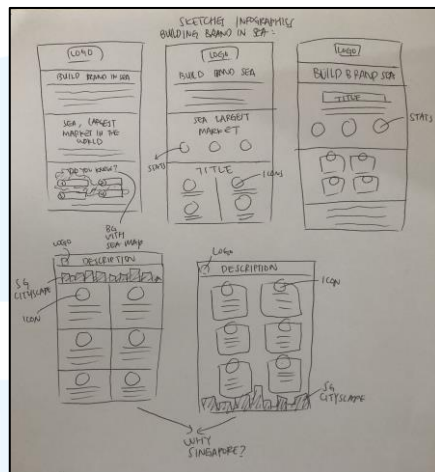 SKETCHES INFOGRAPHICS
BUILDING BRAND IN SEA:
LOGO
BUILD BRAND IN SEA
SEA, LARGEST
MARKET IN THE
WORLD
DID YOU KNOW?
BG
WITH
SEA MAP
LOGO
BUILD BRAND SEA
SEA LARGEST
MARKET
STATS
TITLE
ICONS
LOGO
BUILD BRAND SEA
TITLE
STATS
LOGO
DESCRIPTION
SG
CITYSCAPE
ICON
LOGO
DESCRIPTION
ICON
SG
CITYSCAPE
WHY
SINGAPORE?